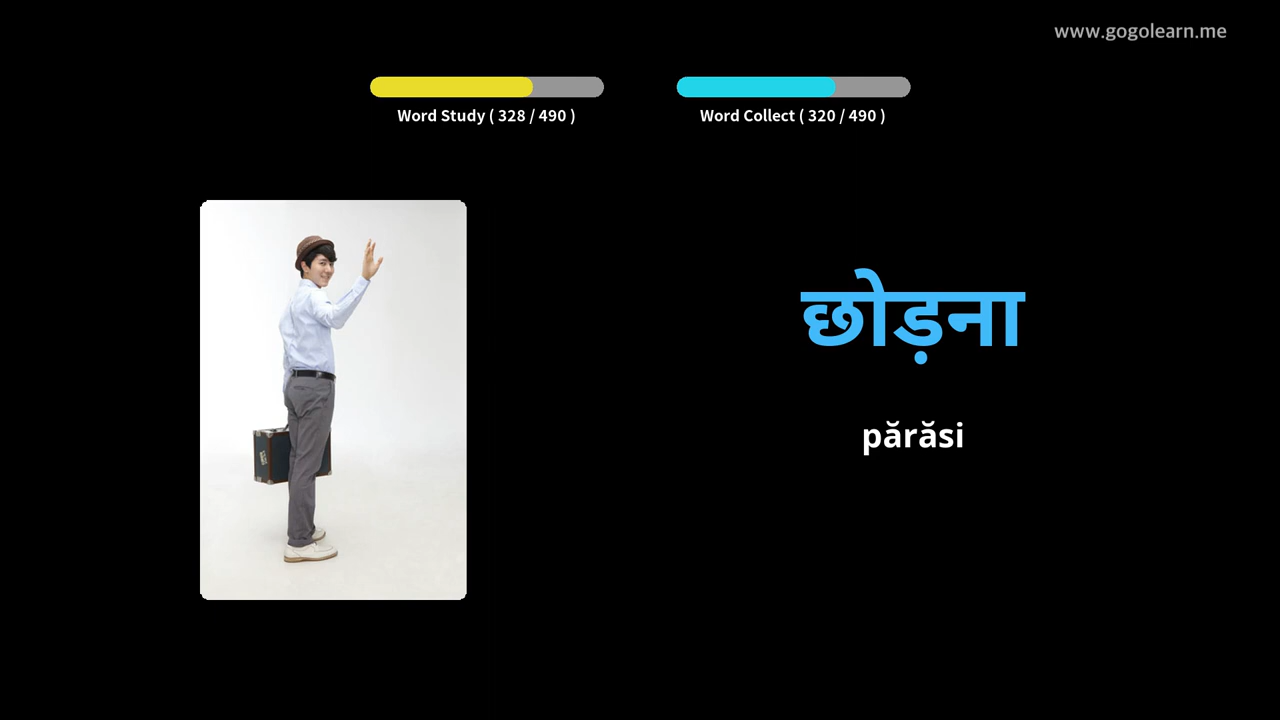 www.gogolearn.me
Word Study ( 328 / 490 )
Word Collect ( 320 / 490 )
छोड़ना
părăsi